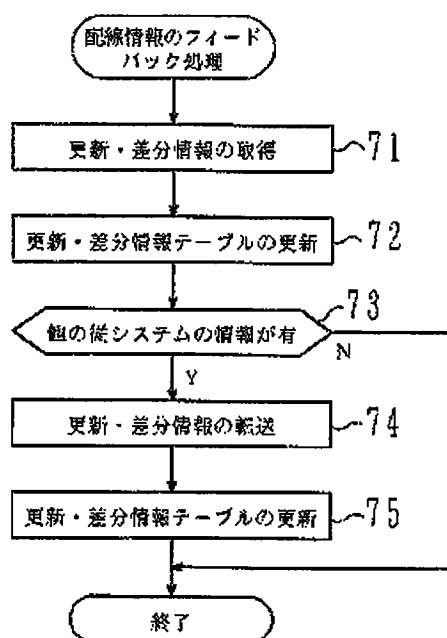 配線情報のフィード
バック処理
更新・差分情報の取得
71
更新・差分情報テーブルの更新
72
73
他の従システムの情報が有
N
Y
更新・差分情報の転送
74
更新・差分情報テーブルの更新
75
終了